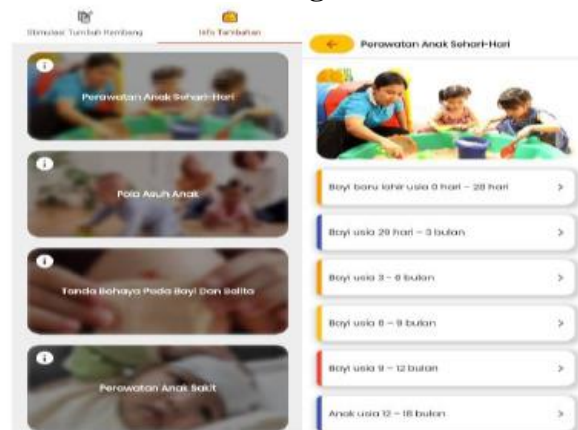 Stimulasi Tumbuh Kembang
Info Tambahan
Perawatan Anak Sehari-Hari
Pola Asuh Anak
Tanda Bahaya Pada Bayi Dan Balita
Perawatan Anak Sakit
Perawatan Anak Sehari-Hari
Bayi baru lahir usia 0 hari – 28 hari
Bayi usia 29 hari – 3 bulan
Bayi usia 3 – 6 bulan
Bayi usia 6 – 9 bulan
Bayi usia 9 – 12 bulan
Anak usia 12 – 18 bulan